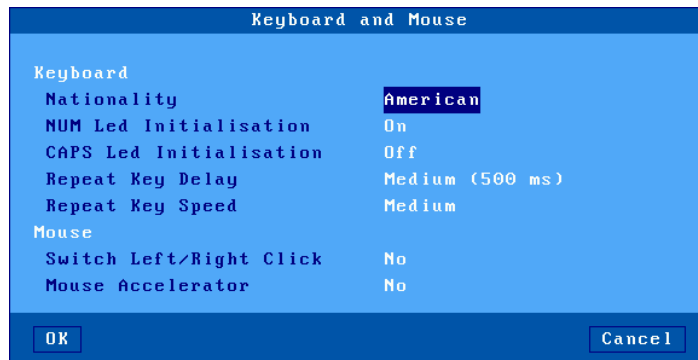 Keyboard and Mouse
Keyboard
Nationality American
NUM Led Initialisation On
CAPS Led Initialisation Off
Repeat Key Delay Medium (500 ms)
Repeat Key Speed Medium
Mouse
Switch Left/Right Click No
Mouse Accelerator No
OK Cancel